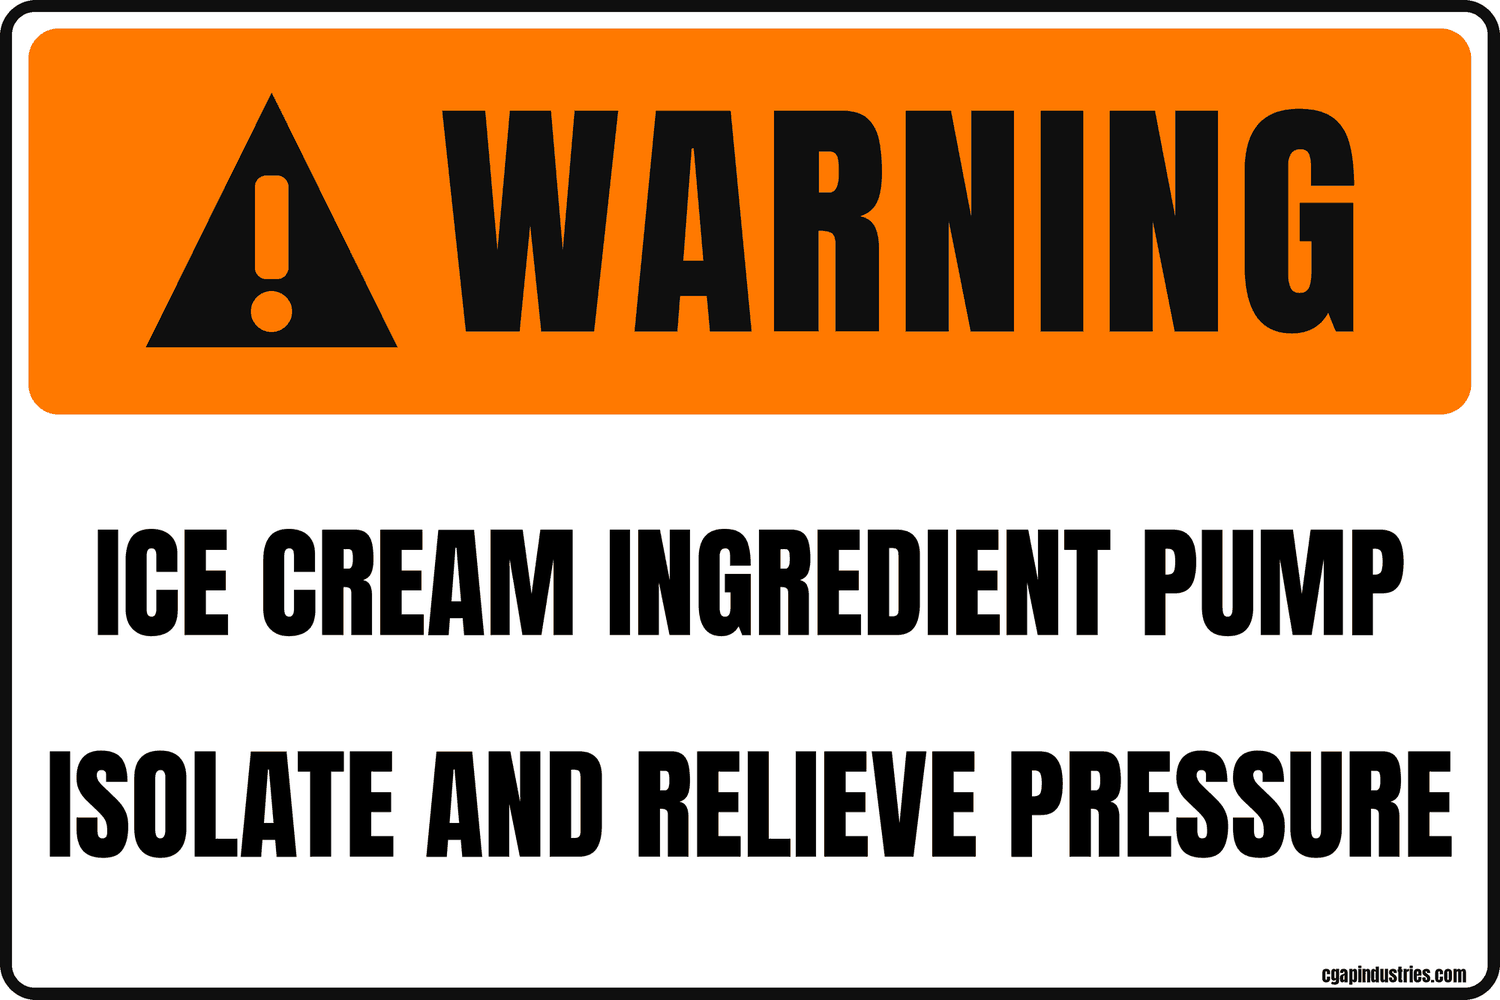 WARNING
ICE CREAM INGREDIENT PUMP
ISOLATE AND RELIEVE PRESSURE
cgapindustries.com